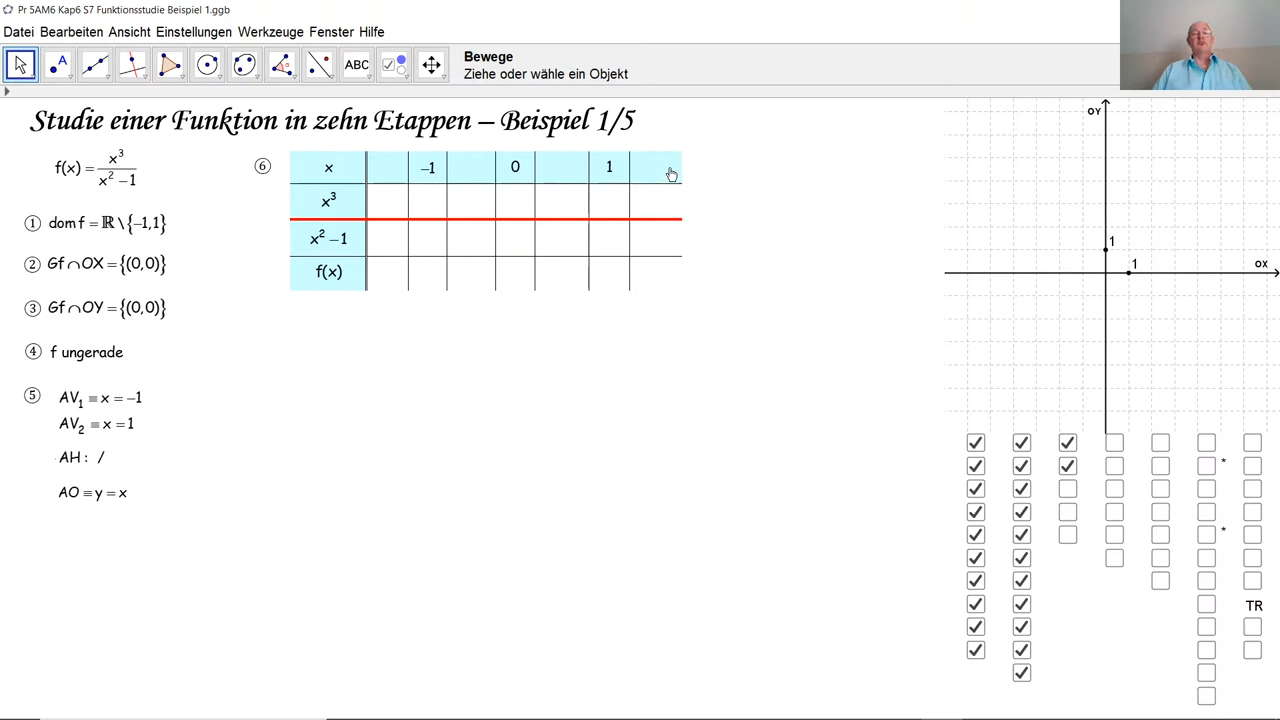 Pr 5AM6 Kap6 S7 Funktionsstudie Beispiel 1.ggb
Datei Bearbeiten Ansicht Einstellungen Werkzeuge Fenster Hilfe
A
ABC
Bewege
Ziehe oder wähle ein Objekt
Studie einer Funktion in zehn Etappen – Beispiel 1/5
f(x) = x³ / (x² −1)
① dom f = ℝ \ {−1,1}
② Gf ∩ OX = {(0,0)}
③ Gf ∩ OY = {(0,0)}
④ f ungerade
⑤ AV₁ ≡ x = −1
AV₂ ≡ x = 1
AH : /
AO ≡ y = x
⑥ x −1 0 1
x³
x² −1
f(x)
OY
1
1
OX
*
*
TR